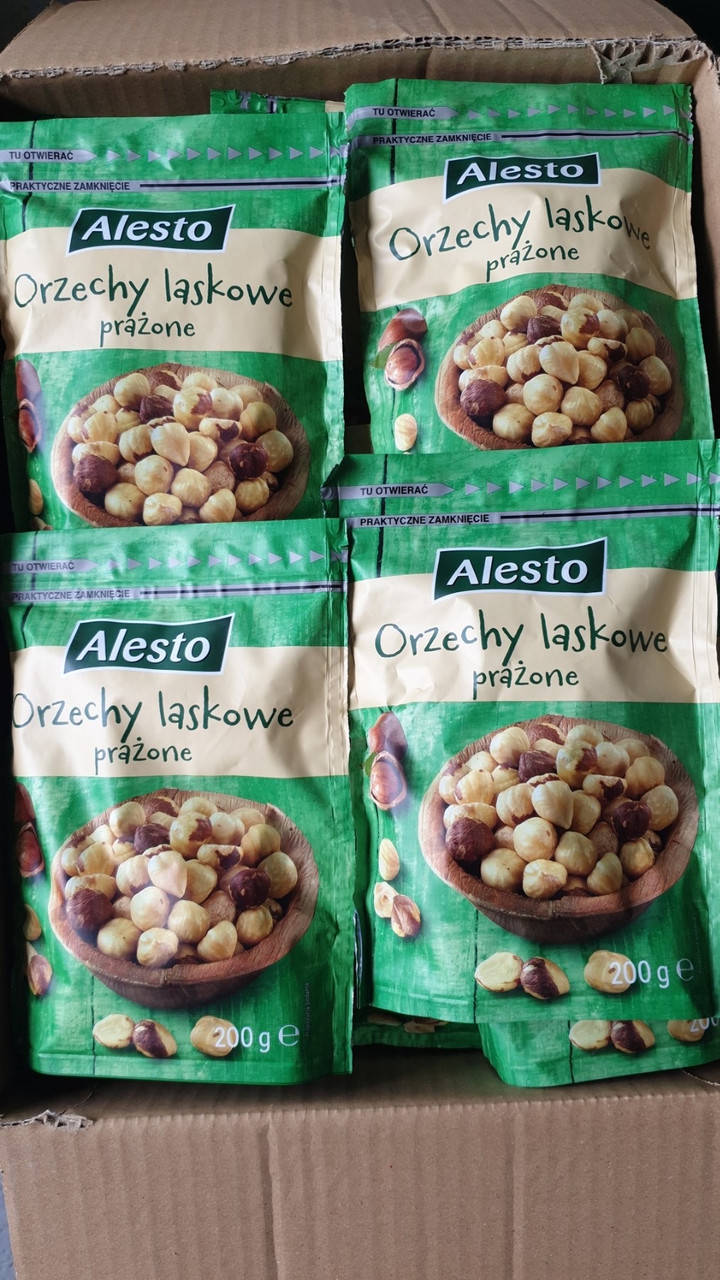 TU OTWIERAĆ
PRAKTYCZNE ZAMKNIĘCIE
Alesto
Orzechy laskowe
prażone
TU OTWIERAĆ
PRAKTYCZNE ZAMKNIĘCIE
Alesto
Orzechy laskowe
prażone
TU OTWIERAĆ
PRAKTYCZNE ZAMKNIĘCIE
Alesto
Orzechy laskowe
prażone
200 g e
TU OTWIERAĆ
PRAKTYCZNE ZAMKNIĘCIE
Alesto
Orzechy laskowe
prażone
200 g e
200